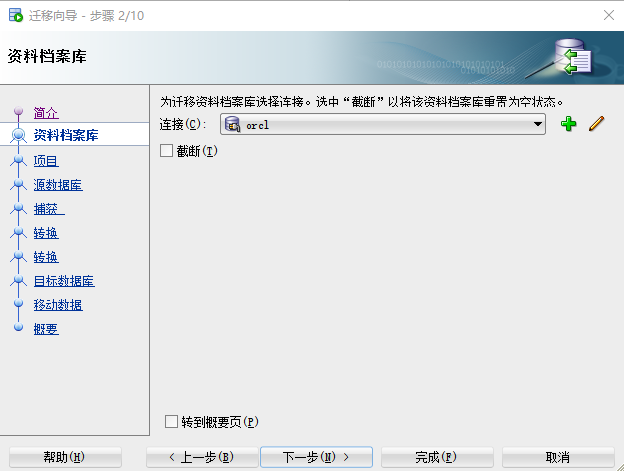 迁移向导 - 步骤 2/10
资料档案库
简介
资料档案库
项目
源数据库
捕获
转换
转换
目标数据库
移动数据
概要
为迁移资料档案库选择连接。选中“截断”以将该资料档案库重置为空状态。
连接(C):
orcl
截断(T)
转到概要页(P)
帮助(H)
< 上一步(B)
下一步(N) >
完成(F)
取消